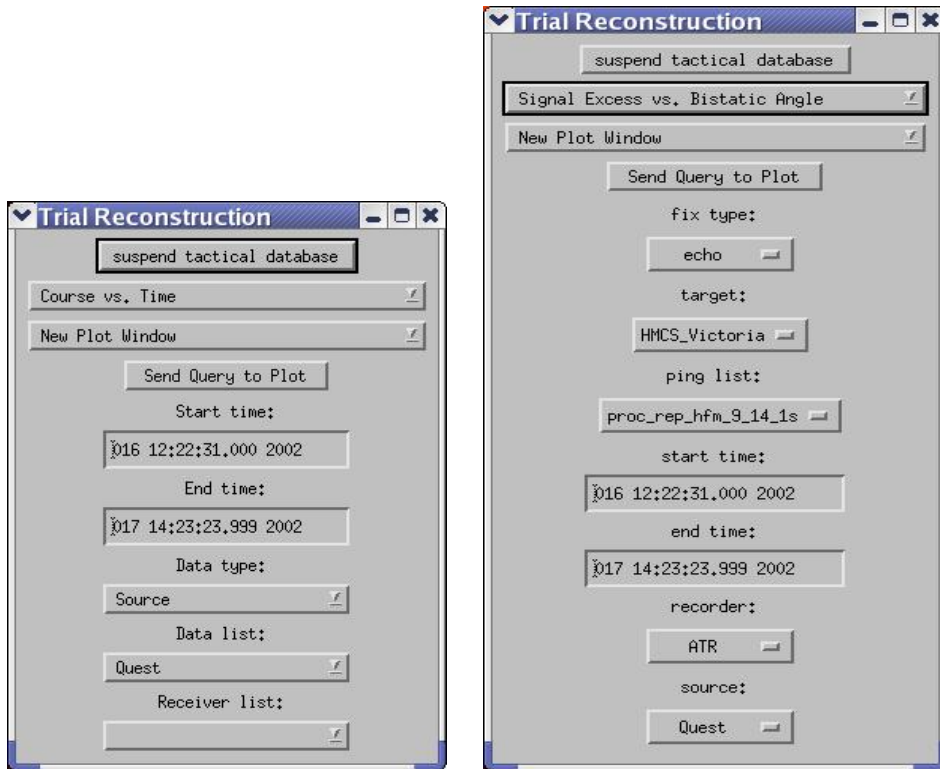 Trial Reconstruction
suspend tactical database
Course vs. Time
New Plot Window
Send Query to Plot
Start time:
016 12:22:31.000 2002
End time:
017 14:23:23.999 2002
Data type:
Source
Data list:
Quest
Receiver list:
Trial Reconstruction
suspend tactical database
Signal Excess vs. Bistatic Angle
New Plot Window
Send Query to Plot
fix type:
echo
target:
HMCS_Victoria
ping list:
proc_rep_hfm_9_14_1s
start time:
016 12:22:31.000 2002
end time:
017 14:23:23.999 2002
recorder:
ATR
source:
Quest